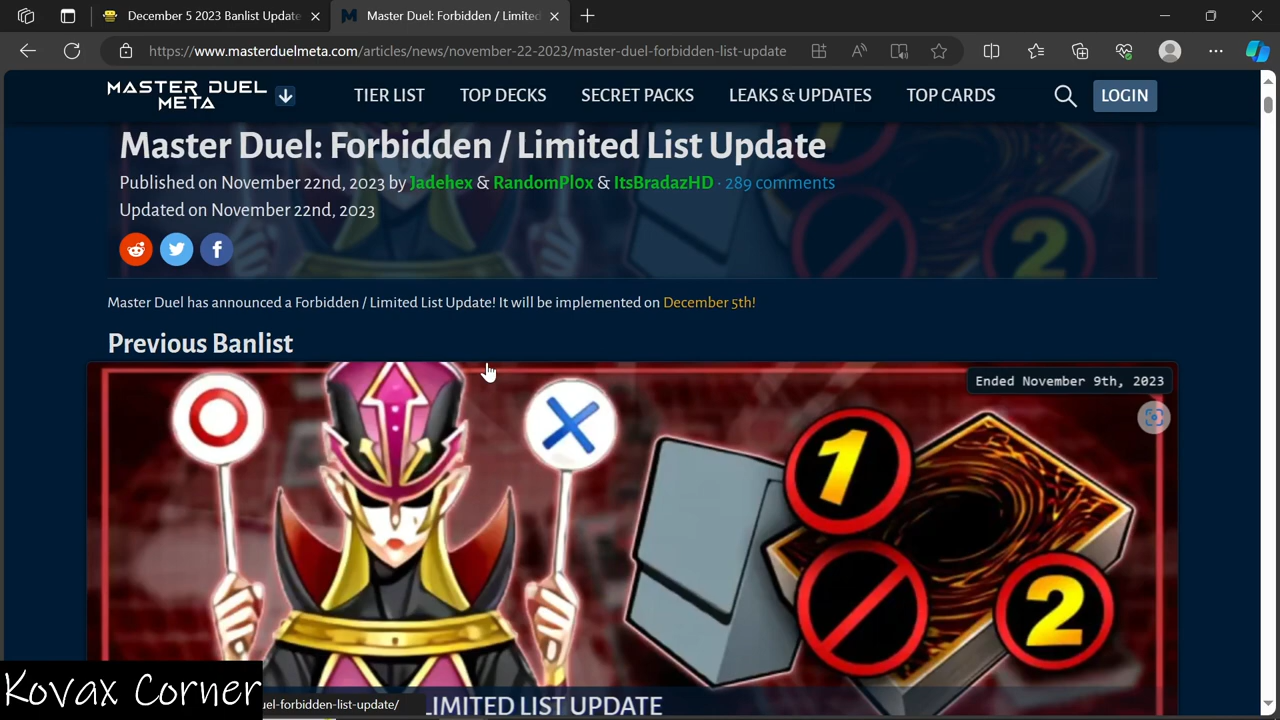 December 5 2023 Banlist Update
Master Duel: Forbidden / Limited
https://www.masterduelmeta.com/articles/news/november-22-2023/master-duel-forbidden-list-update
MASTER DUEL
META
TIER LIST
TOP DECKS
SECRET PACKS
LEAKS & UPDATES
TOP CARDS
LOGIN
Master Duel: Forbidden / Limited List Update
Published on November 22nd, 2023 by Jadehex & RandomPl0x & ItsBradazHD · 289 comments
Updated on November 22nd, 2023
Master Duel has announced a Forbidden / Limited List Update! It will be implemented on December 5th!
Previous Banlist
Ended November 9th, 2023
1
2
2
Kovax Corner
uel-forbidden-list-update/
LIMITED LIST UPDATE